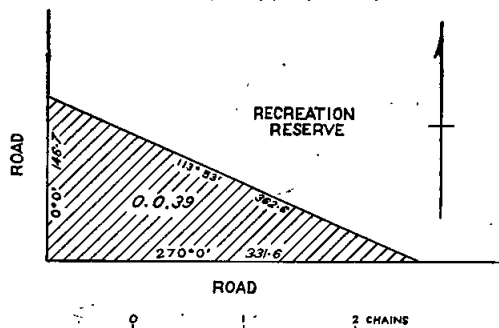 RECREATION
RESERVE
ROAD
146·7
0°0'
113° 53'
362·6
0.0.39
270°0'
331·6
ROAD
0 1 2 CHAINS